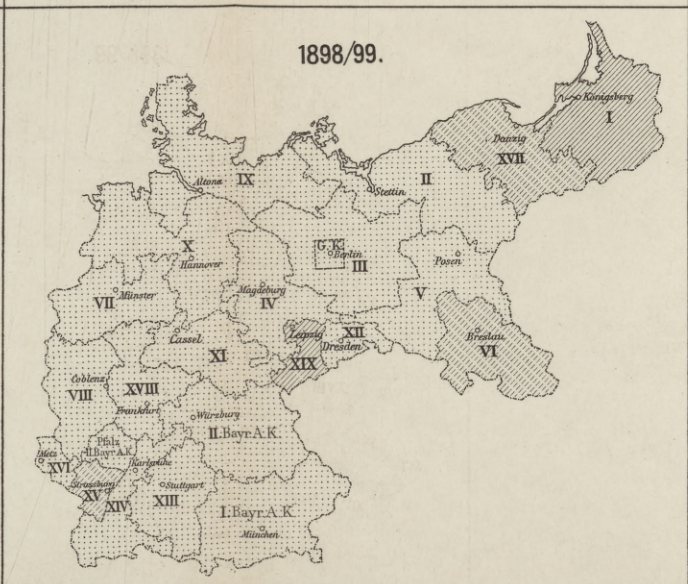 1898/99.
Königsberg
I
Danzig
XVII
IX
Altona
Stettin
II
X
Hannover
G.K.
Berlin
III
Posen
V
VII
Münster
Magdeburg
IV
Cassel
XI
Leipzig
XIX
XII
Dresden
Breslau
VI
Coblenz
VIII
XVIII
Frankfurt
Würzburg
II.Bayr.A.K.
Pfalz
II.Bayr.A.K.
Metz
XVI
Karlsruhe
Strassburg
XV
XIV
Stuttgart
XIII
I.Bayr.A.K.
München